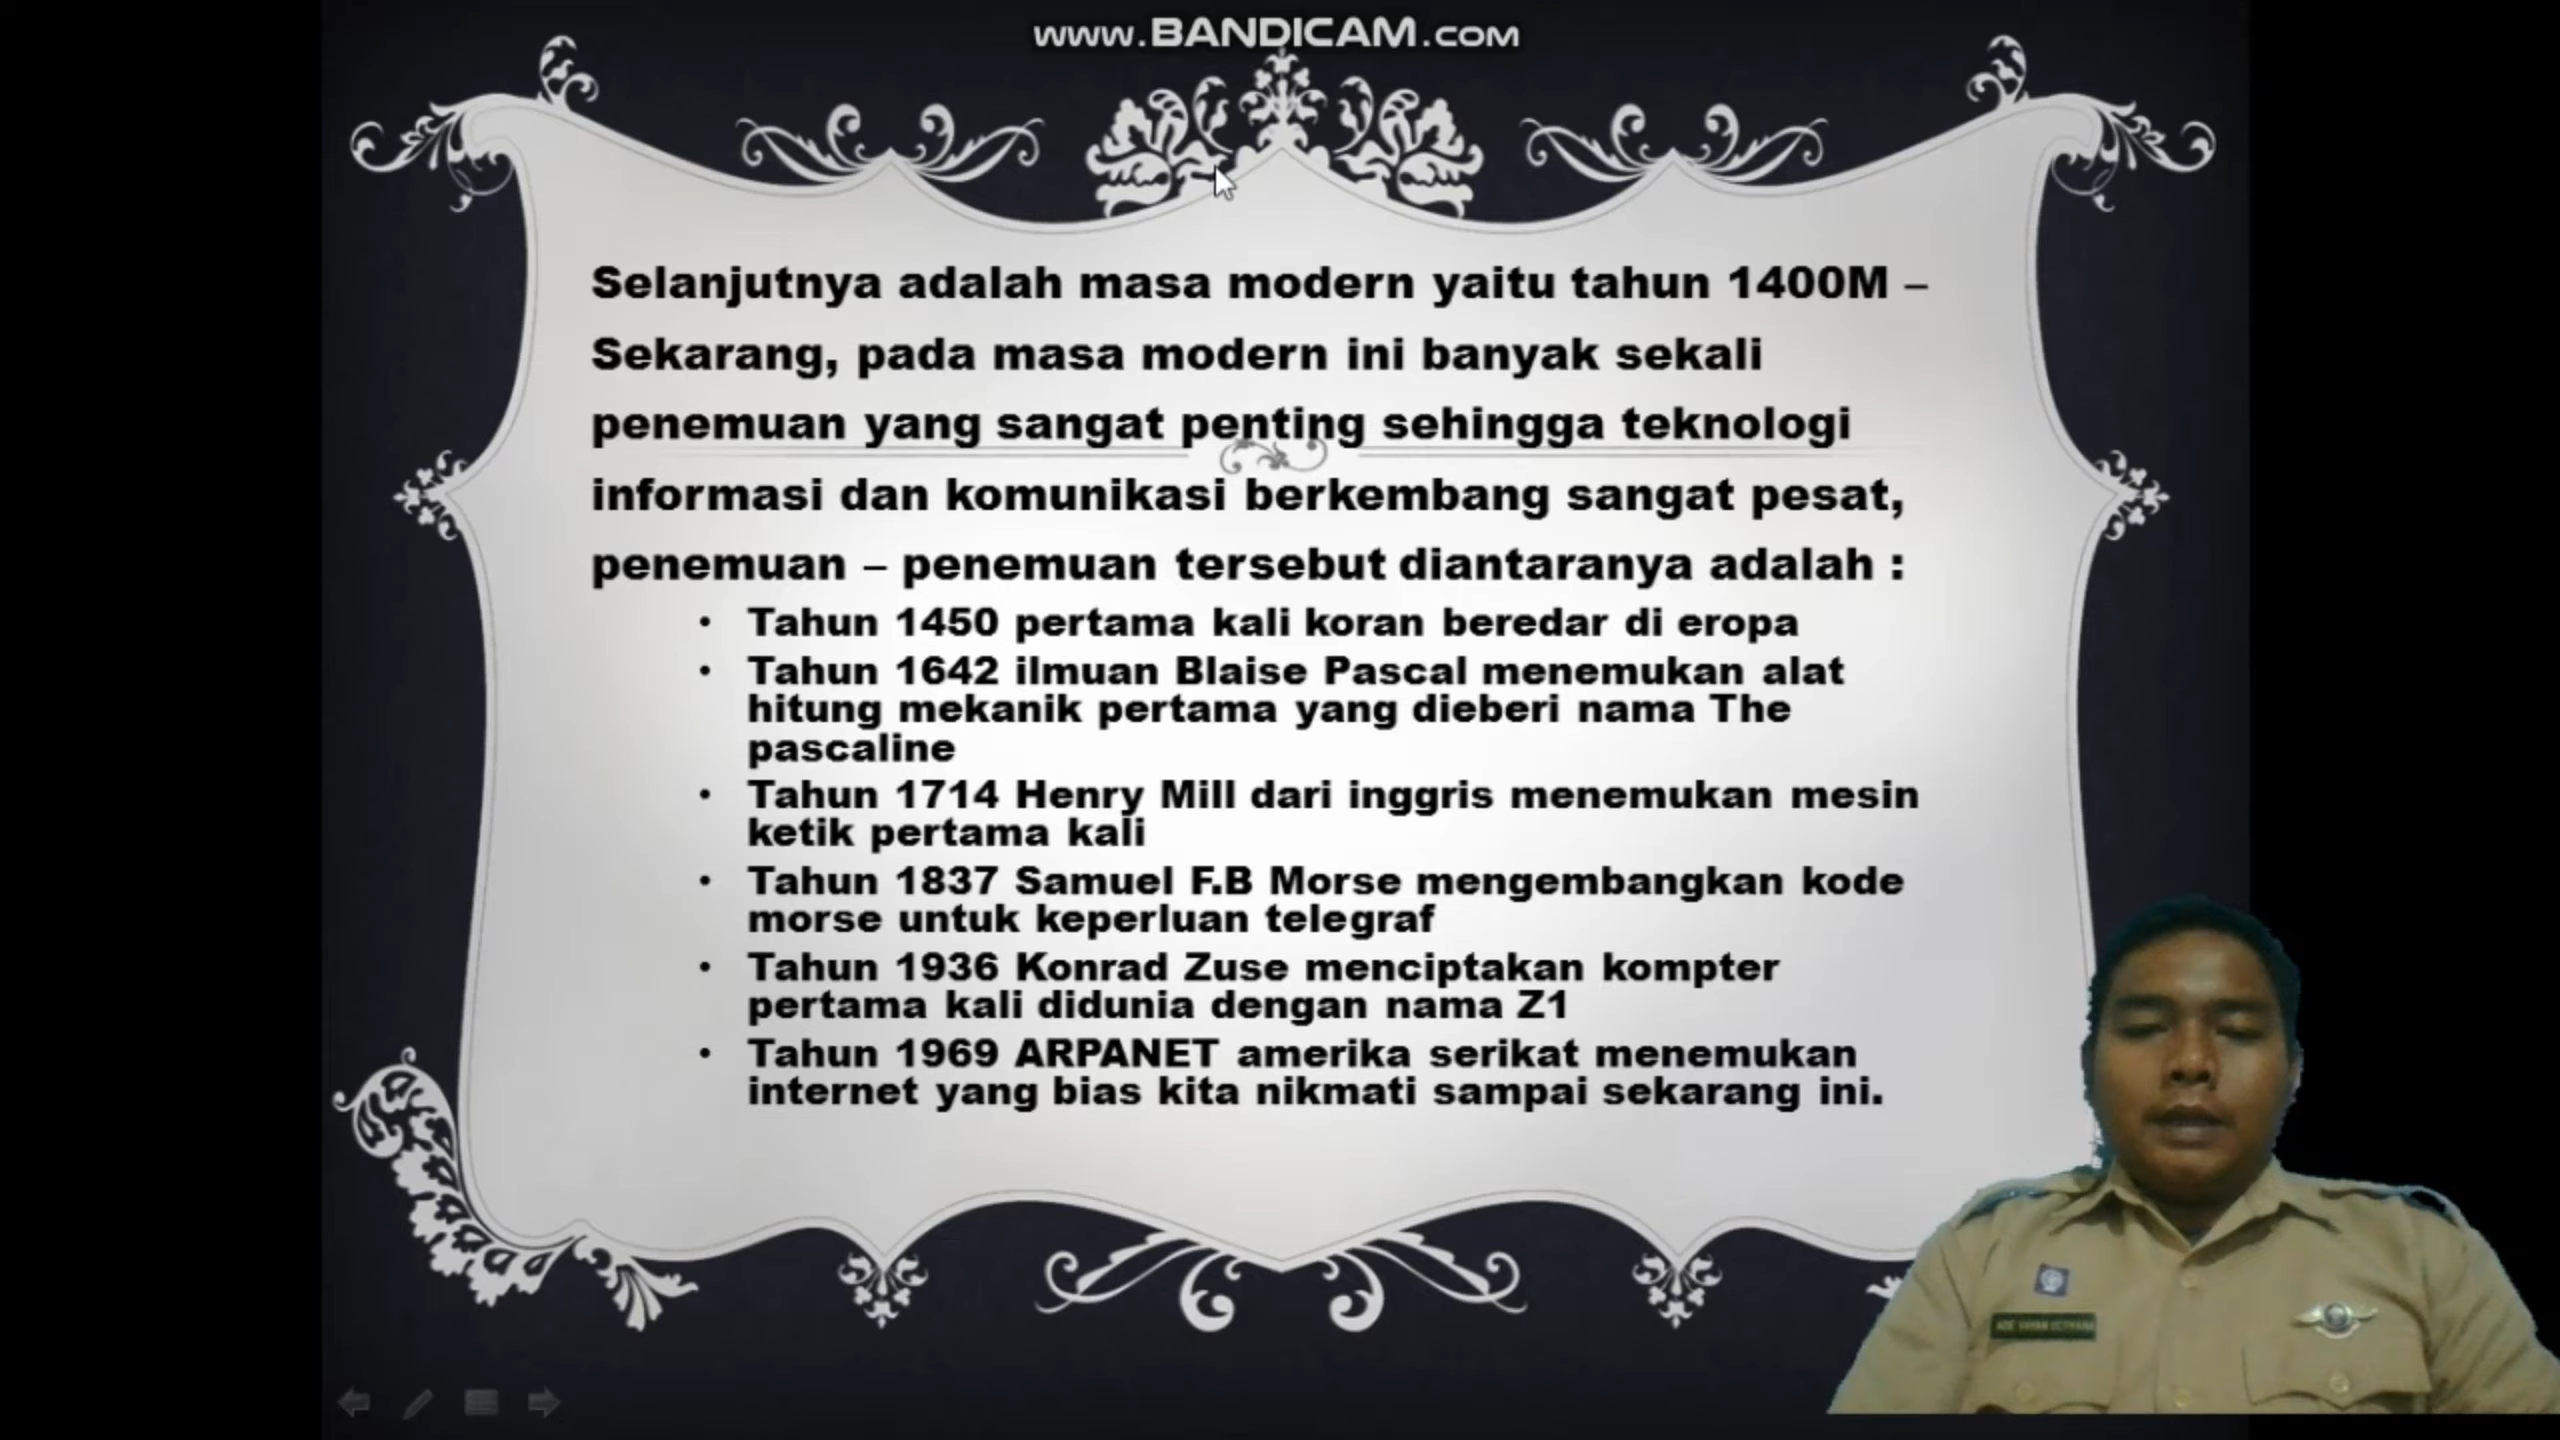 www.BANDICAM.com
Selanjutnya adalah masa modern yaitu tahun 1400M –
Sekarang, pada masa modern ini banyak sekali
penemuan yang sangat penting sehingga teknologi
informasi dan komunikasi berkembang sangat pesat,
penemuan – penemuan tersebut diantaranya adalah :
• Tahun 1450 pertama kali koran beredar di eropa
• Tahun 1642 ilmuan Blaise Pascal menemukan alat
hitung mekanik pertama yang dieberi nama The
pascaline
• Tahun 1714 Henry Mill dari inggris menemukan mesin
ketik pertama kali
• Tahun 1837 Samuel F.B Morse mengembangkan kode
morse untuk keperluan telegraf
• Tahun 1936 Konrad Zuse menciptakan kompter
pertama kali didunia dengan nama Z1
• Tahun 1969 ARPANET amerika serikat menemukan
internet yang bias kita nikmati sampai sekarang ini.
ADE